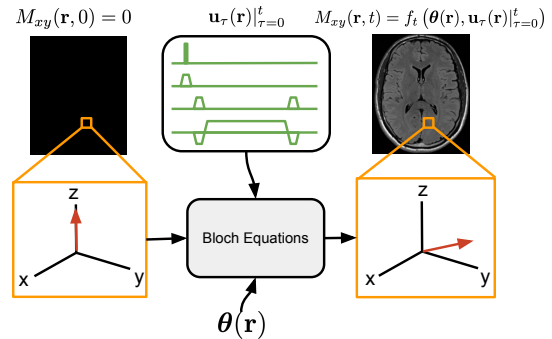 M_{xy}(𝐫, 0) = 0
𝐮_τ(𝐫)|^t_{τ=0}
M_{xy}(𝐫, t) = f_t (𝜽(𝐫), 𝐮_τ(𝐫)|^t_{τ=0})
z
x
y
Bloch Equations
z
x
y
𝜽(𝐫)